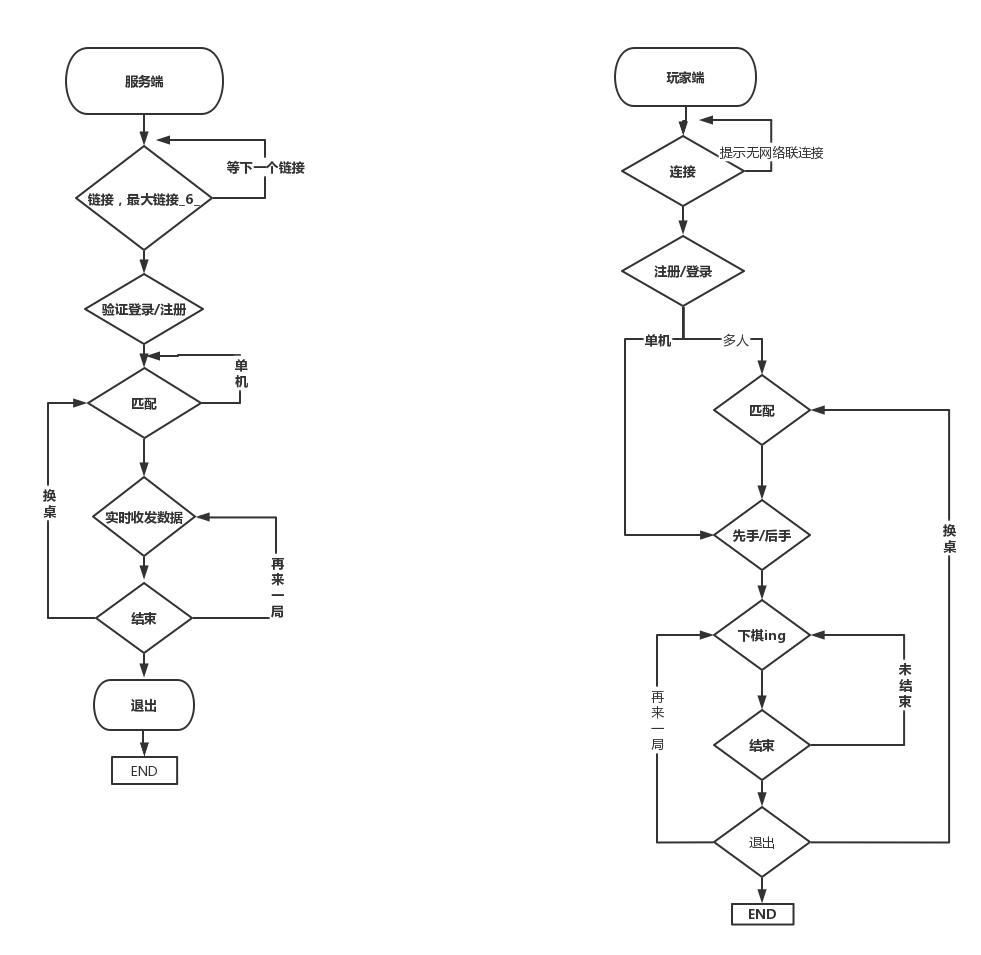 服务端
等下一个链接
链接，最大链接_6_
验证登录/注册
单机
匹配
换桌
实时收发数据
再来一局
结束
退出
END
玩家端
提示无网络联连接
连接
注册/登录
单机
多人
匹配
换桌
先手/后手
下棋ing
未结束
再来一局
结束
退出
END